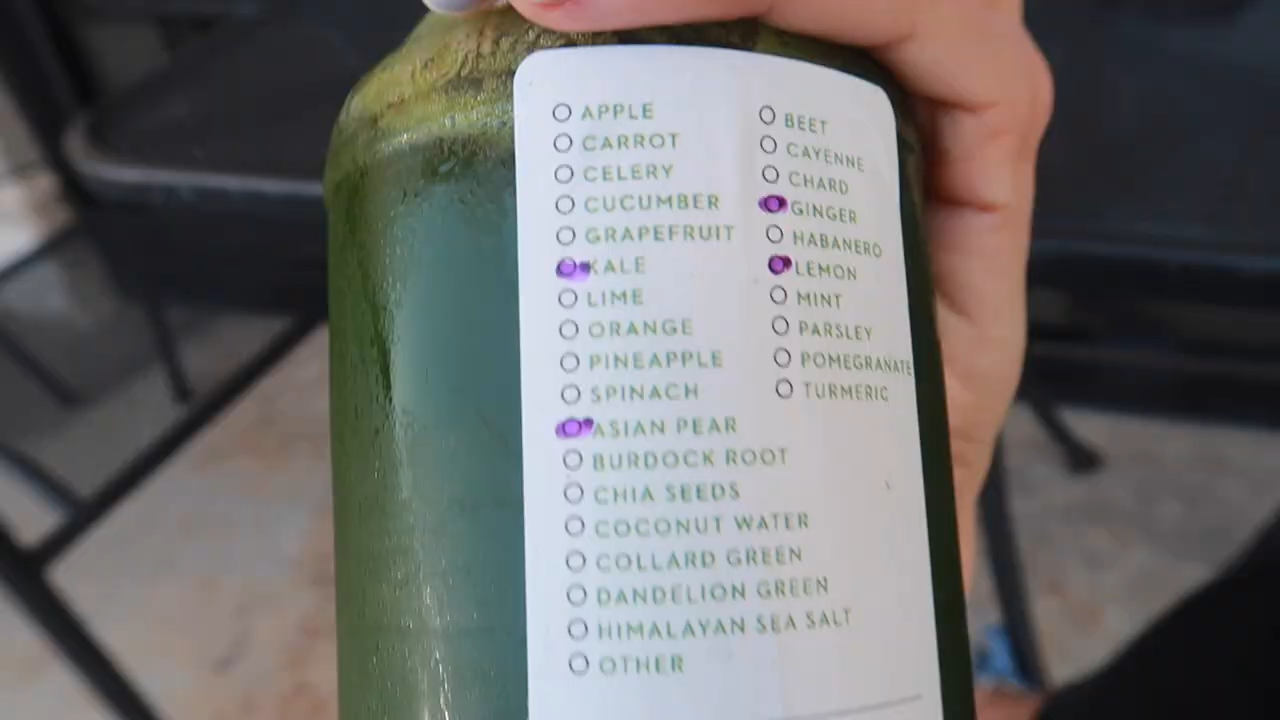 APPLE
CARROT
CELERY
CUCUMBER
GRAPEFRUIT
KALE
LIME
ORANGE
PINEAPPLE
SPINACH
ASIAN PEAR
BURDOCK ROOT
CHIA SEEDS
COCONUT WATER
COLLARD GREEN
DANDELION GREEN
HIMALAYAN SEA SALT
OTHER
BEET
CAYENNE
CHARD
GINGER
HABANERO
LEMON
MINT
PARSLEY
POMEGRANATE
TURMERIC